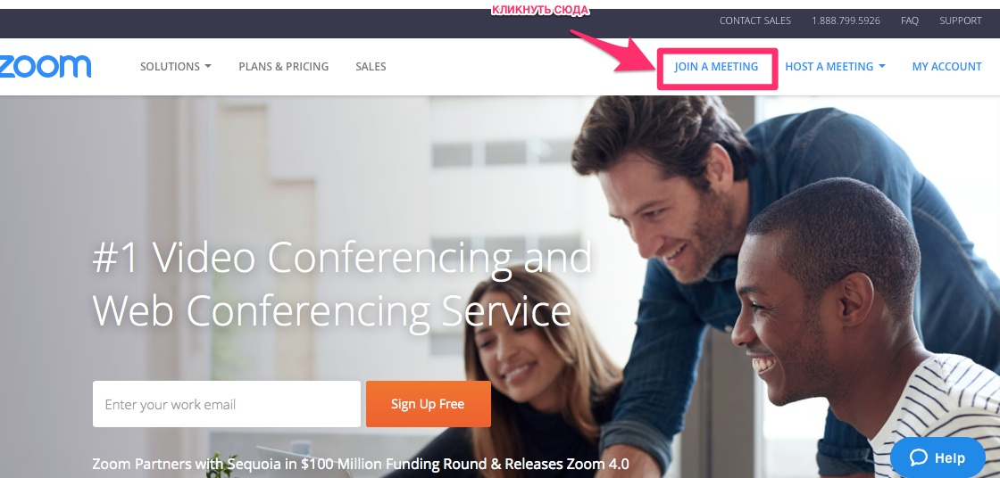 КЛИКНУТЬ СЮДА
CONTACT SALES 1.888.799.5926 FAQ SUPPORT
zoom SOLUTIONS PLANS & PRICING SALES JOIN A MEETING HOST A MEETING MY ACCOUNT
#1 Video Conferencing and
Web Conferencing Service
Enter your work email Sign Up Free
Zoom Partners with Sequoia in $100 Million Funding Round & Releases Zoom 4.0
Help